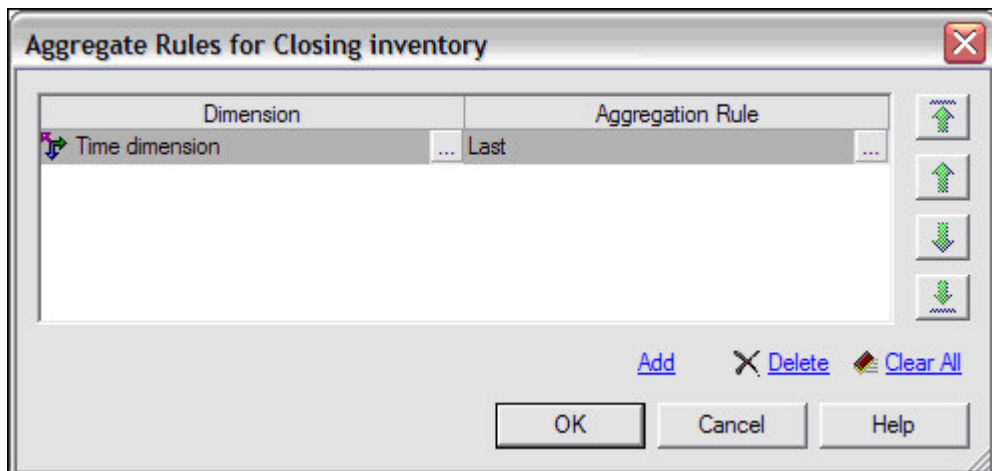 Aggregate Rules for Closing inventory
Dimension Aggregation Rule
Time dimension ... Last ...
Add Delete Clear All
OK Cancel Help